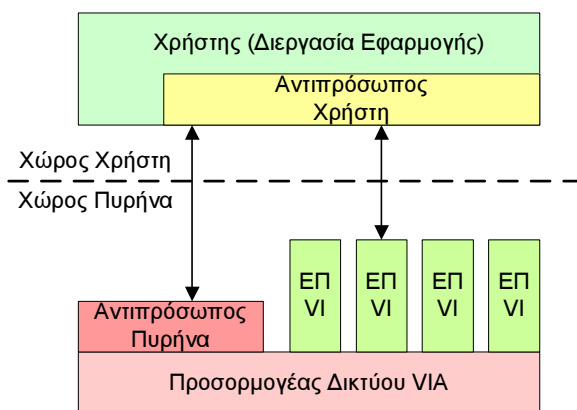 Χρήστης (Διεργασία Εφαρμογής)
Αντιπρόσωπος
Χρήστη
Χώρος Χρήστη
Χώρος Πυρήνα
ΕΠ
VI
ΕΠ
VI
ΕΠ
VI
ΕΠ
VI
Αντιπρόσωπος
Πυρήνα
Προσορμογέας Δικτύου VIA